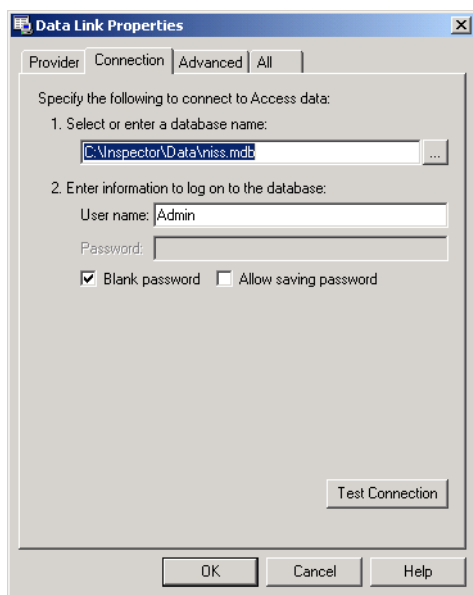 Data Link Properties
Provider Connection Advanced All
Specify the following to connect to Access data:
1. Select or enter a database name:
C:\Inspector\Data\niss.mdb ...
2. Enter information to log on to the database:
User name: Admin
Password:
Blank password Allow saving password
Test Connection
OK Cancel Help